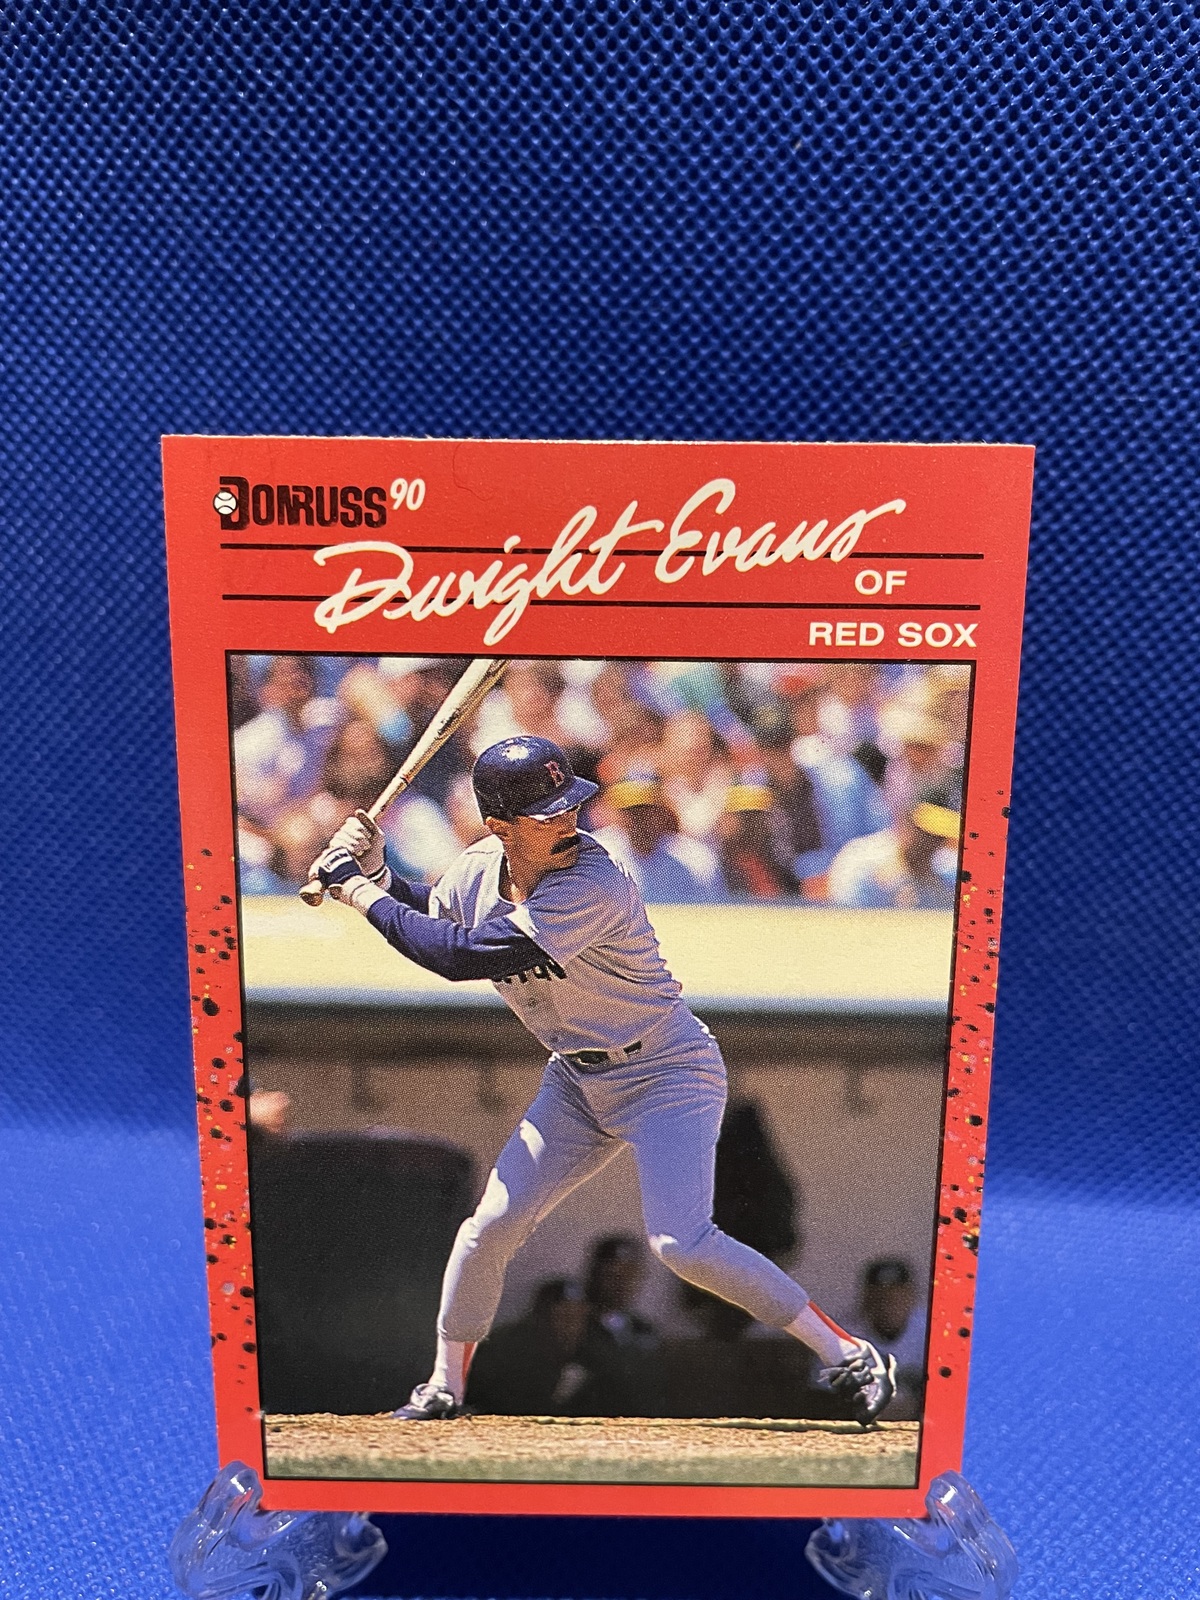 DONRUSS 90
Dwight Evans
OF
RED SOX
B